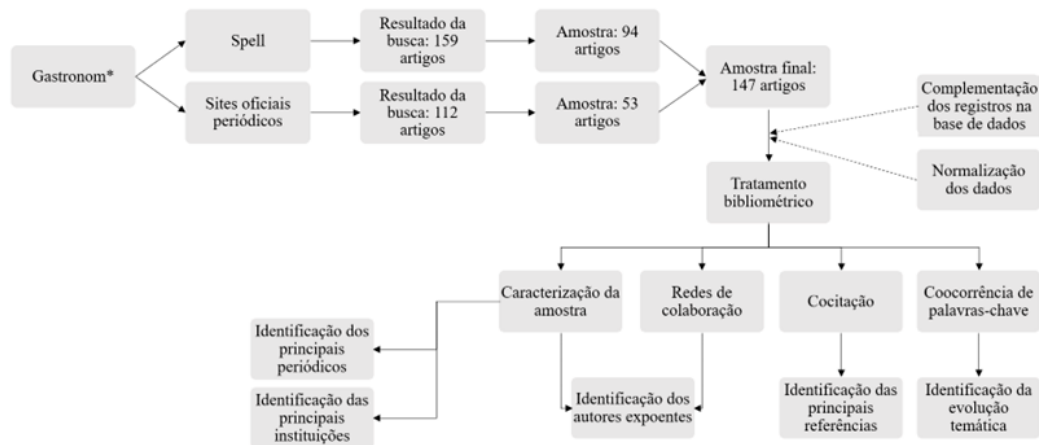 Gastronom*
Spell
Resultado da
busca: 159
artigos
Amostra: 94
artigos
Sites oficiais
periódicos
Resultado da
busca: 112
artigos
Amostra: 53
artigos
Amostra final:
147 artigos
Complementação
dos registros na
base de dados
Normalização
dos dados
Tratamento
bibliométrico
Caracterização da
amostra
Redes de
colaboração
Cocitação
Coocorrência de
palavras-chave
Identificação dos
principais
periódicos
Identificação das
principais
instituições
Identificação dos
autores expoentes
Identificação das
principais
referências
Identificação da
evolução
temática